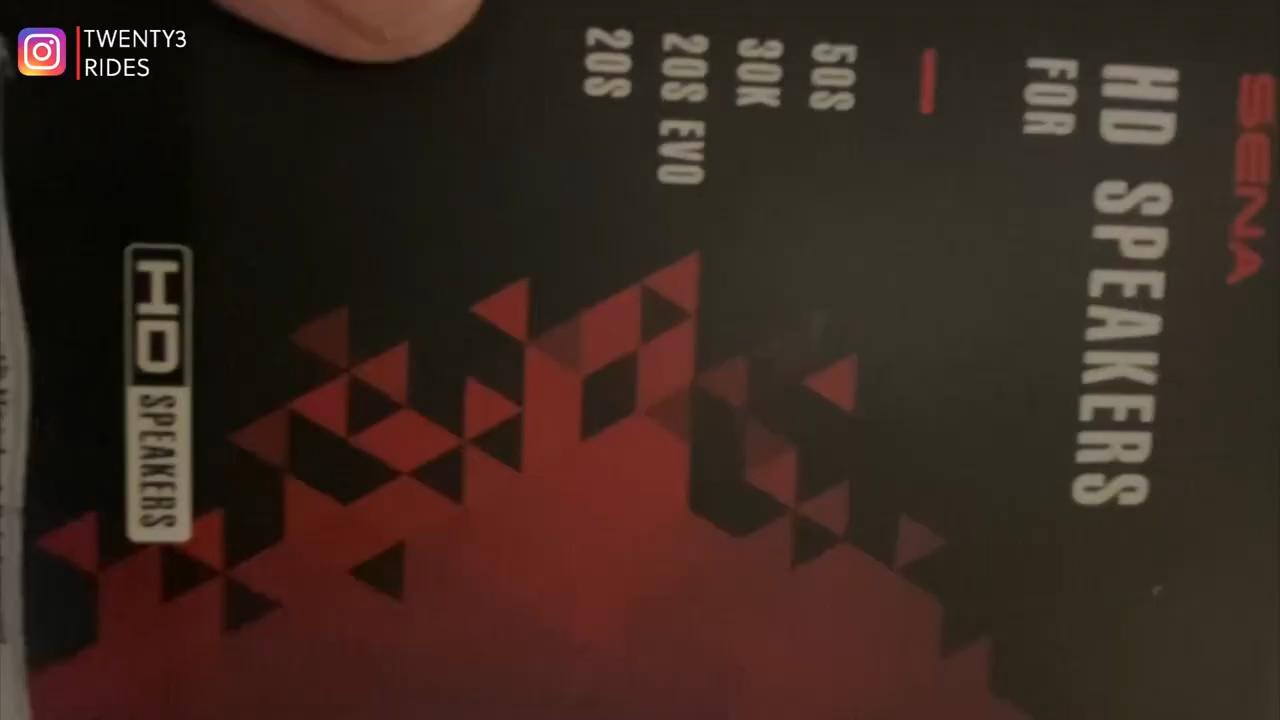 TWENTY3
RIDES
SENA
HD SPEAKERS
FOR
50S
30K
20S EVO
20S
HD
SPEAKERS